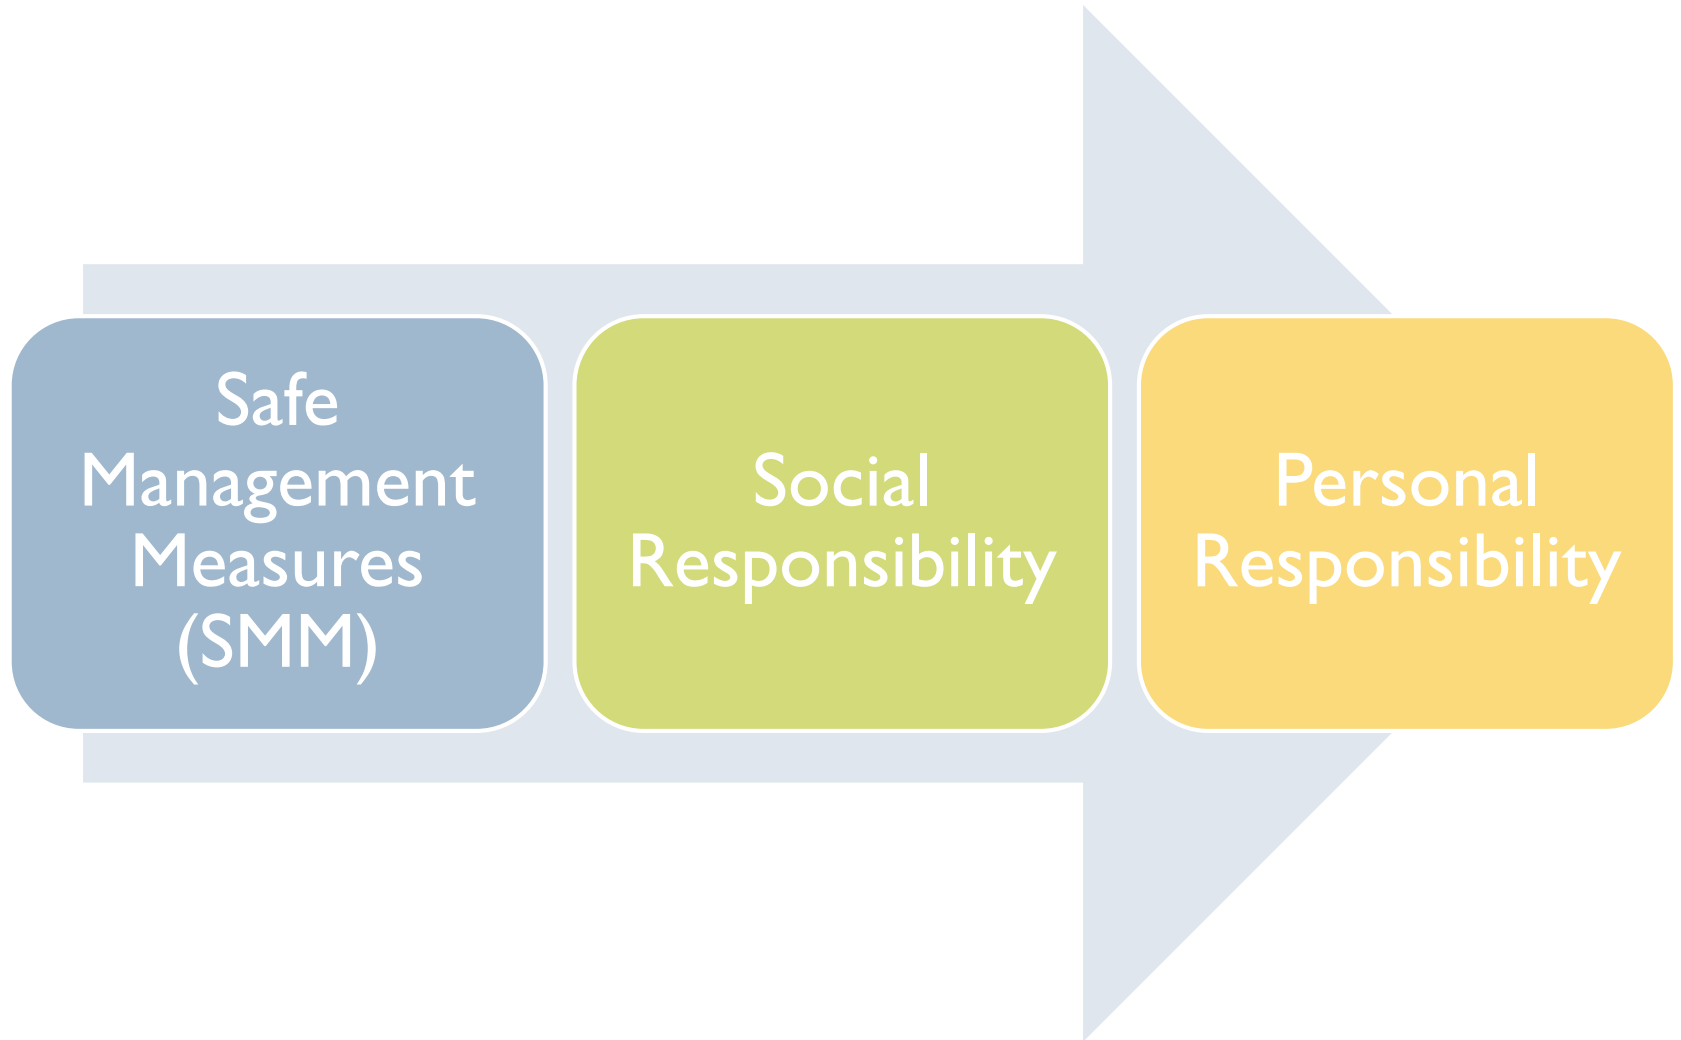 Safe
Management
Measures
(SMM)
Social
Responsibility
Personal
Responsibility